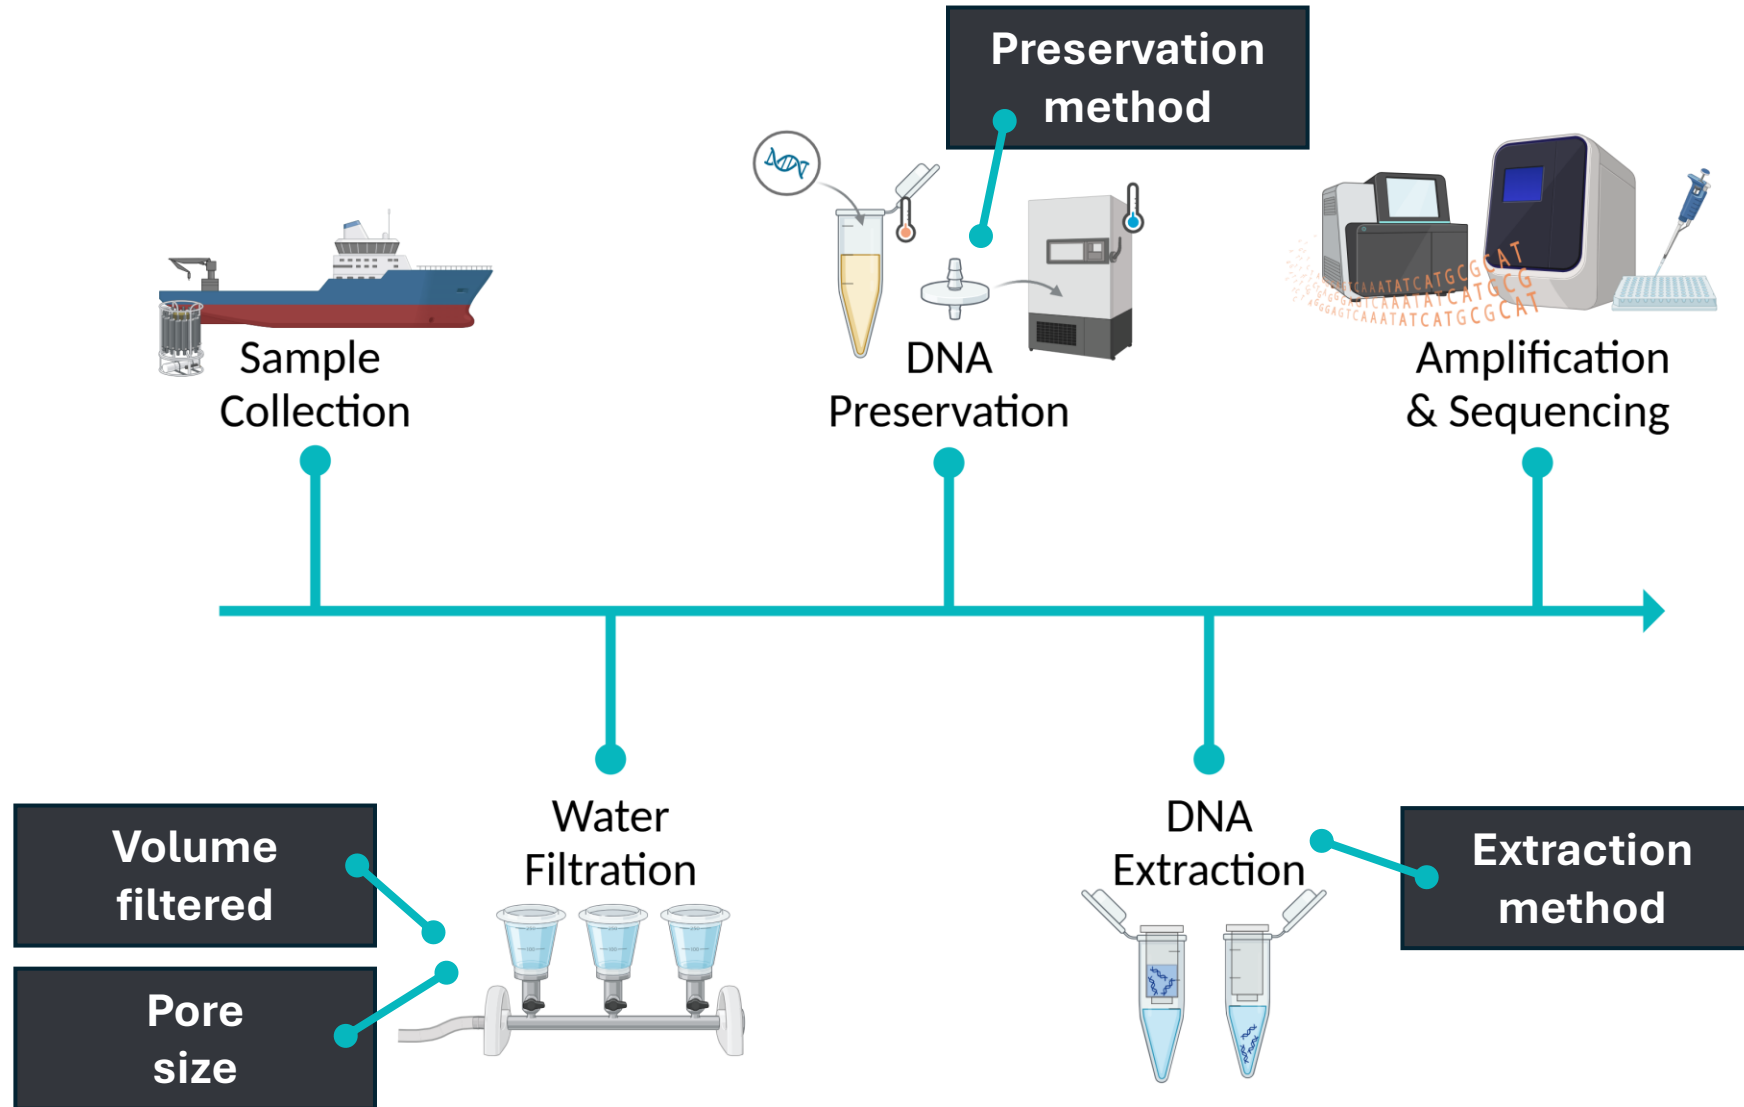 Preservation
method
Sample
Collection
DNA
Preservation
Amplification
& Sequencing
Volume
filtered
Pore
size
Water
Filtration
DNA
Extraction
Extraction
method